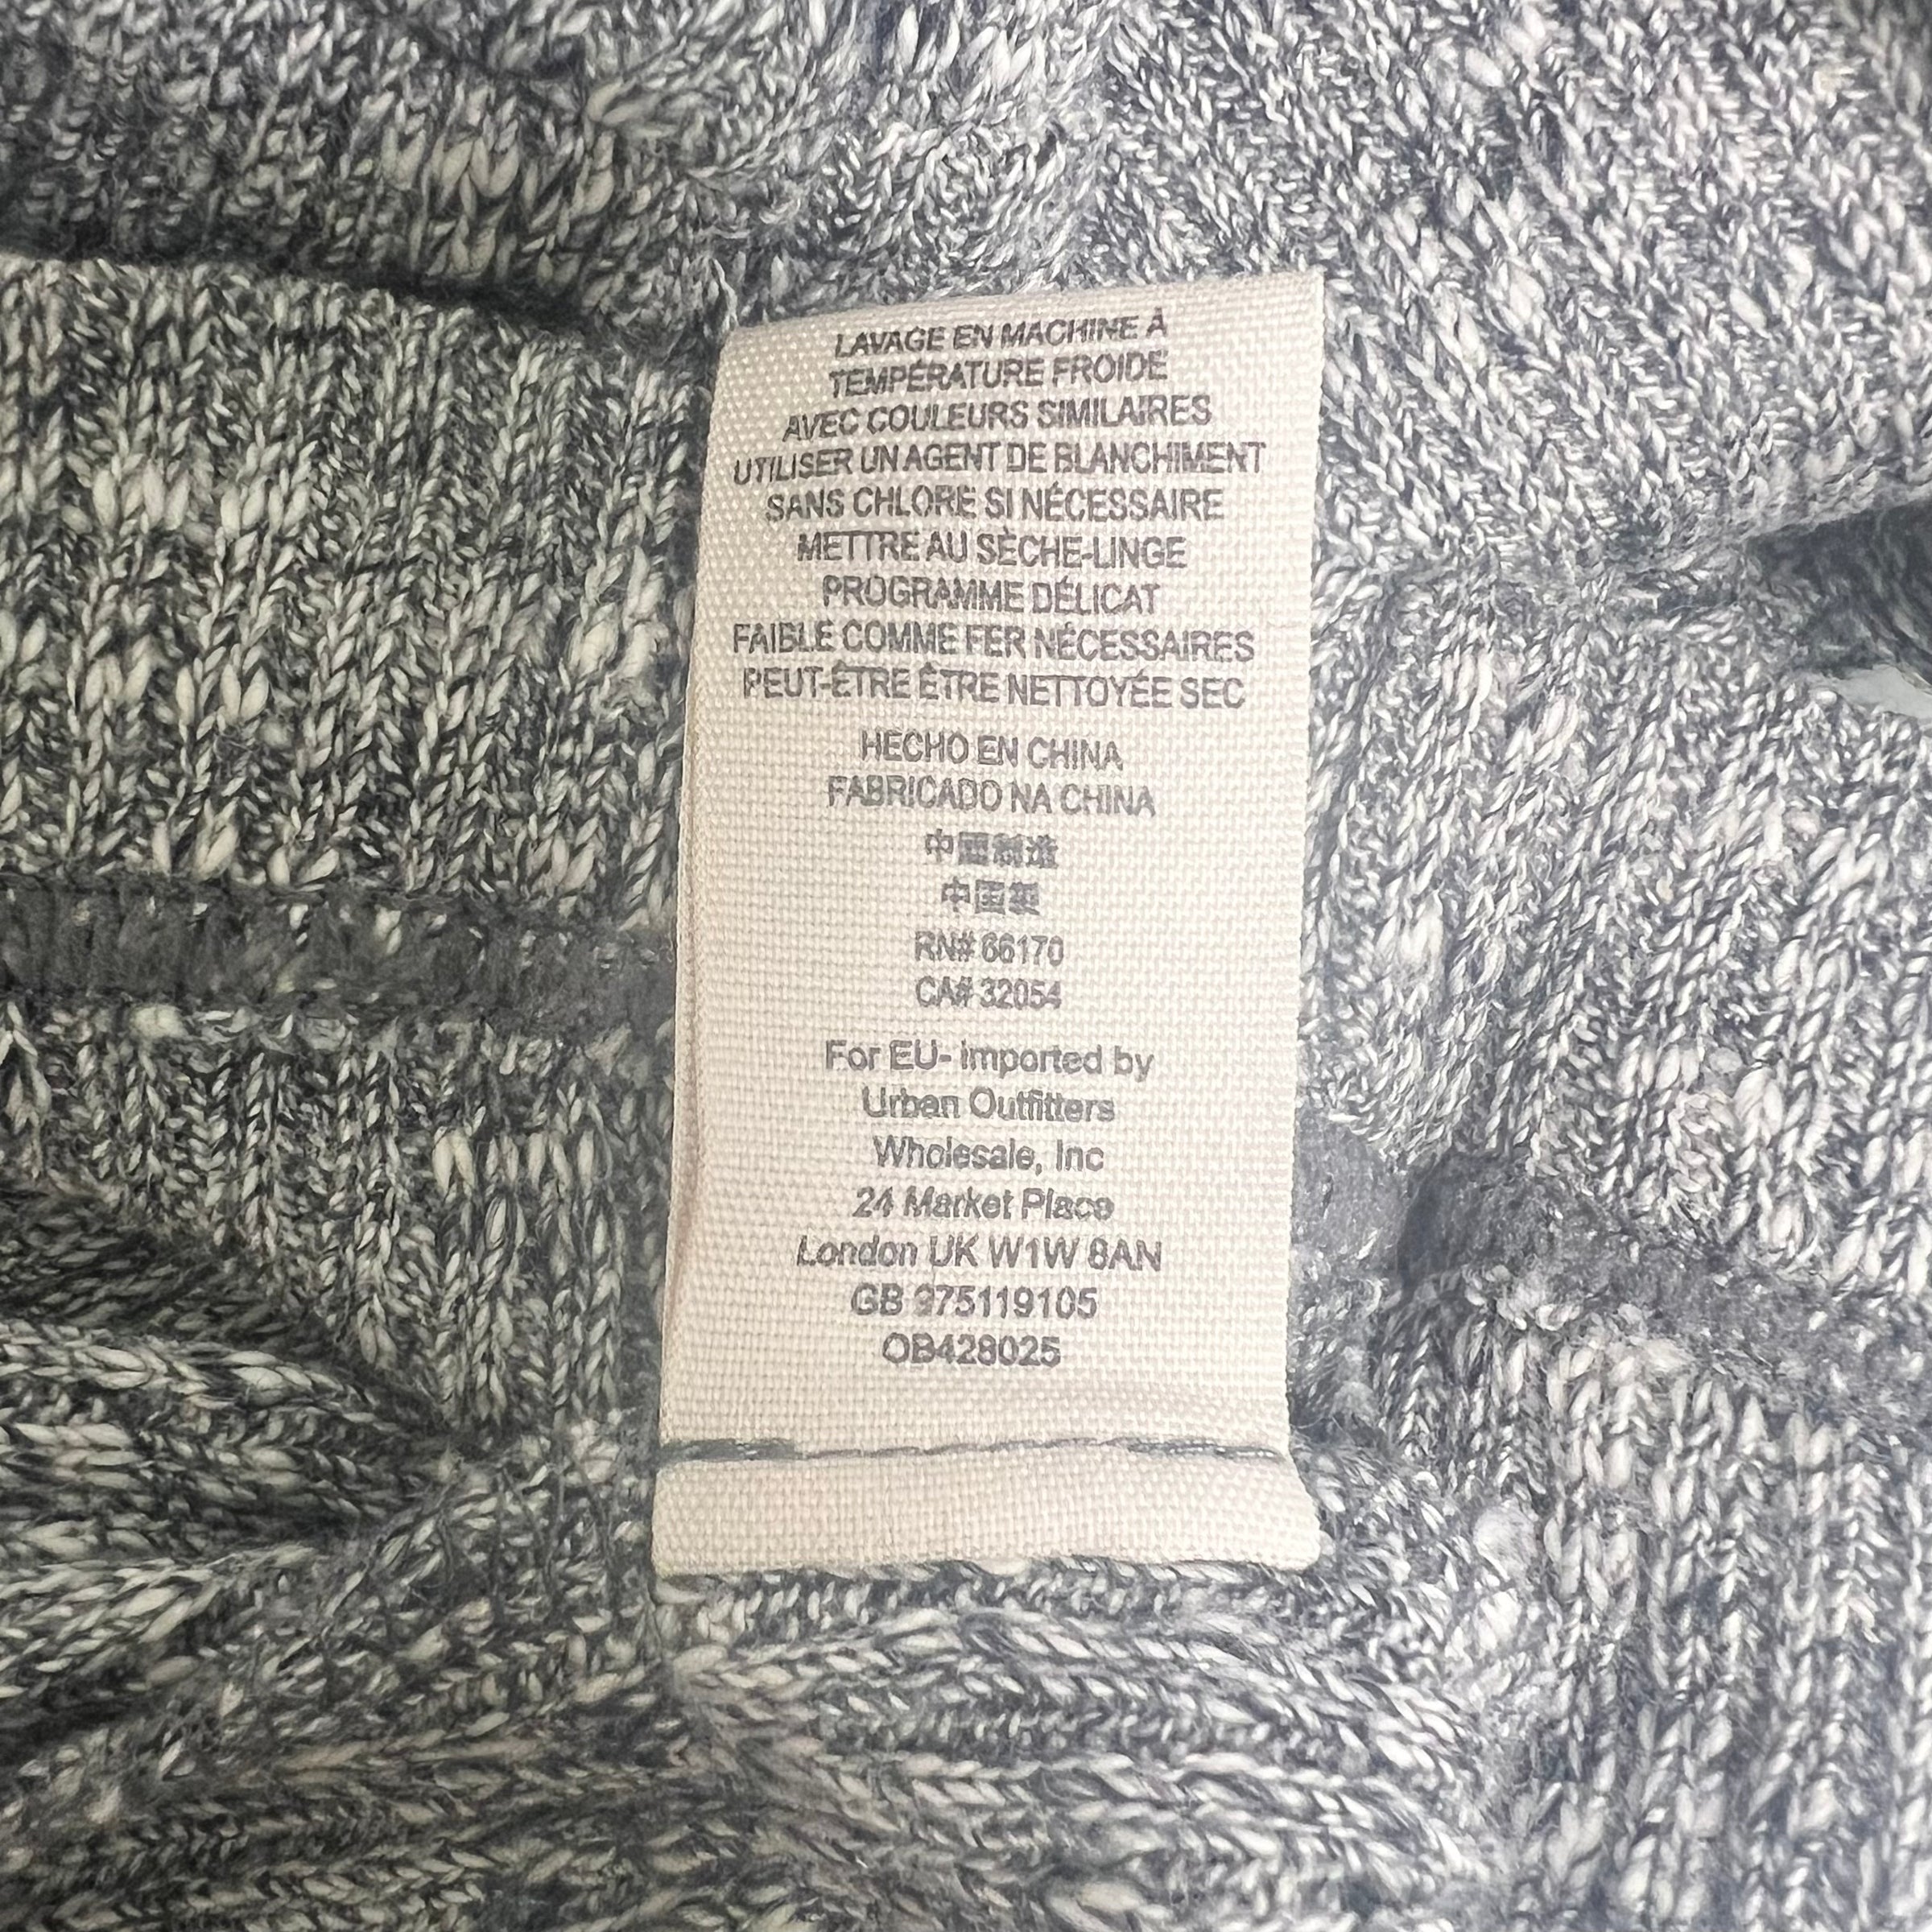 LAVAGE EN MACHINE À
TEMPÉRATURE FROIDE
AVEC COULEURS SIMILAIRES
UTILISER UN AGENT DE BLANCHIMENT
SANS CHLORE SI NÉCESSAIRE
METTRE AU SÈCHE-LINGE
PROGRAMME DÉLICAT
FAIBLE COMME FER NÉCESSAIRES
PEUT-ÊTRE ÊTRE NETTOYÉE SEC
HECHO EN CHINA
FABRICADO NA CHINA
中國制造
中国製
RN# 66170
CA# 32054
For EU- imported by
Urban Outfitters
Wholesale, Inc
24 Market Place
London UK W1W 8AN
GB 975119105
OB428025